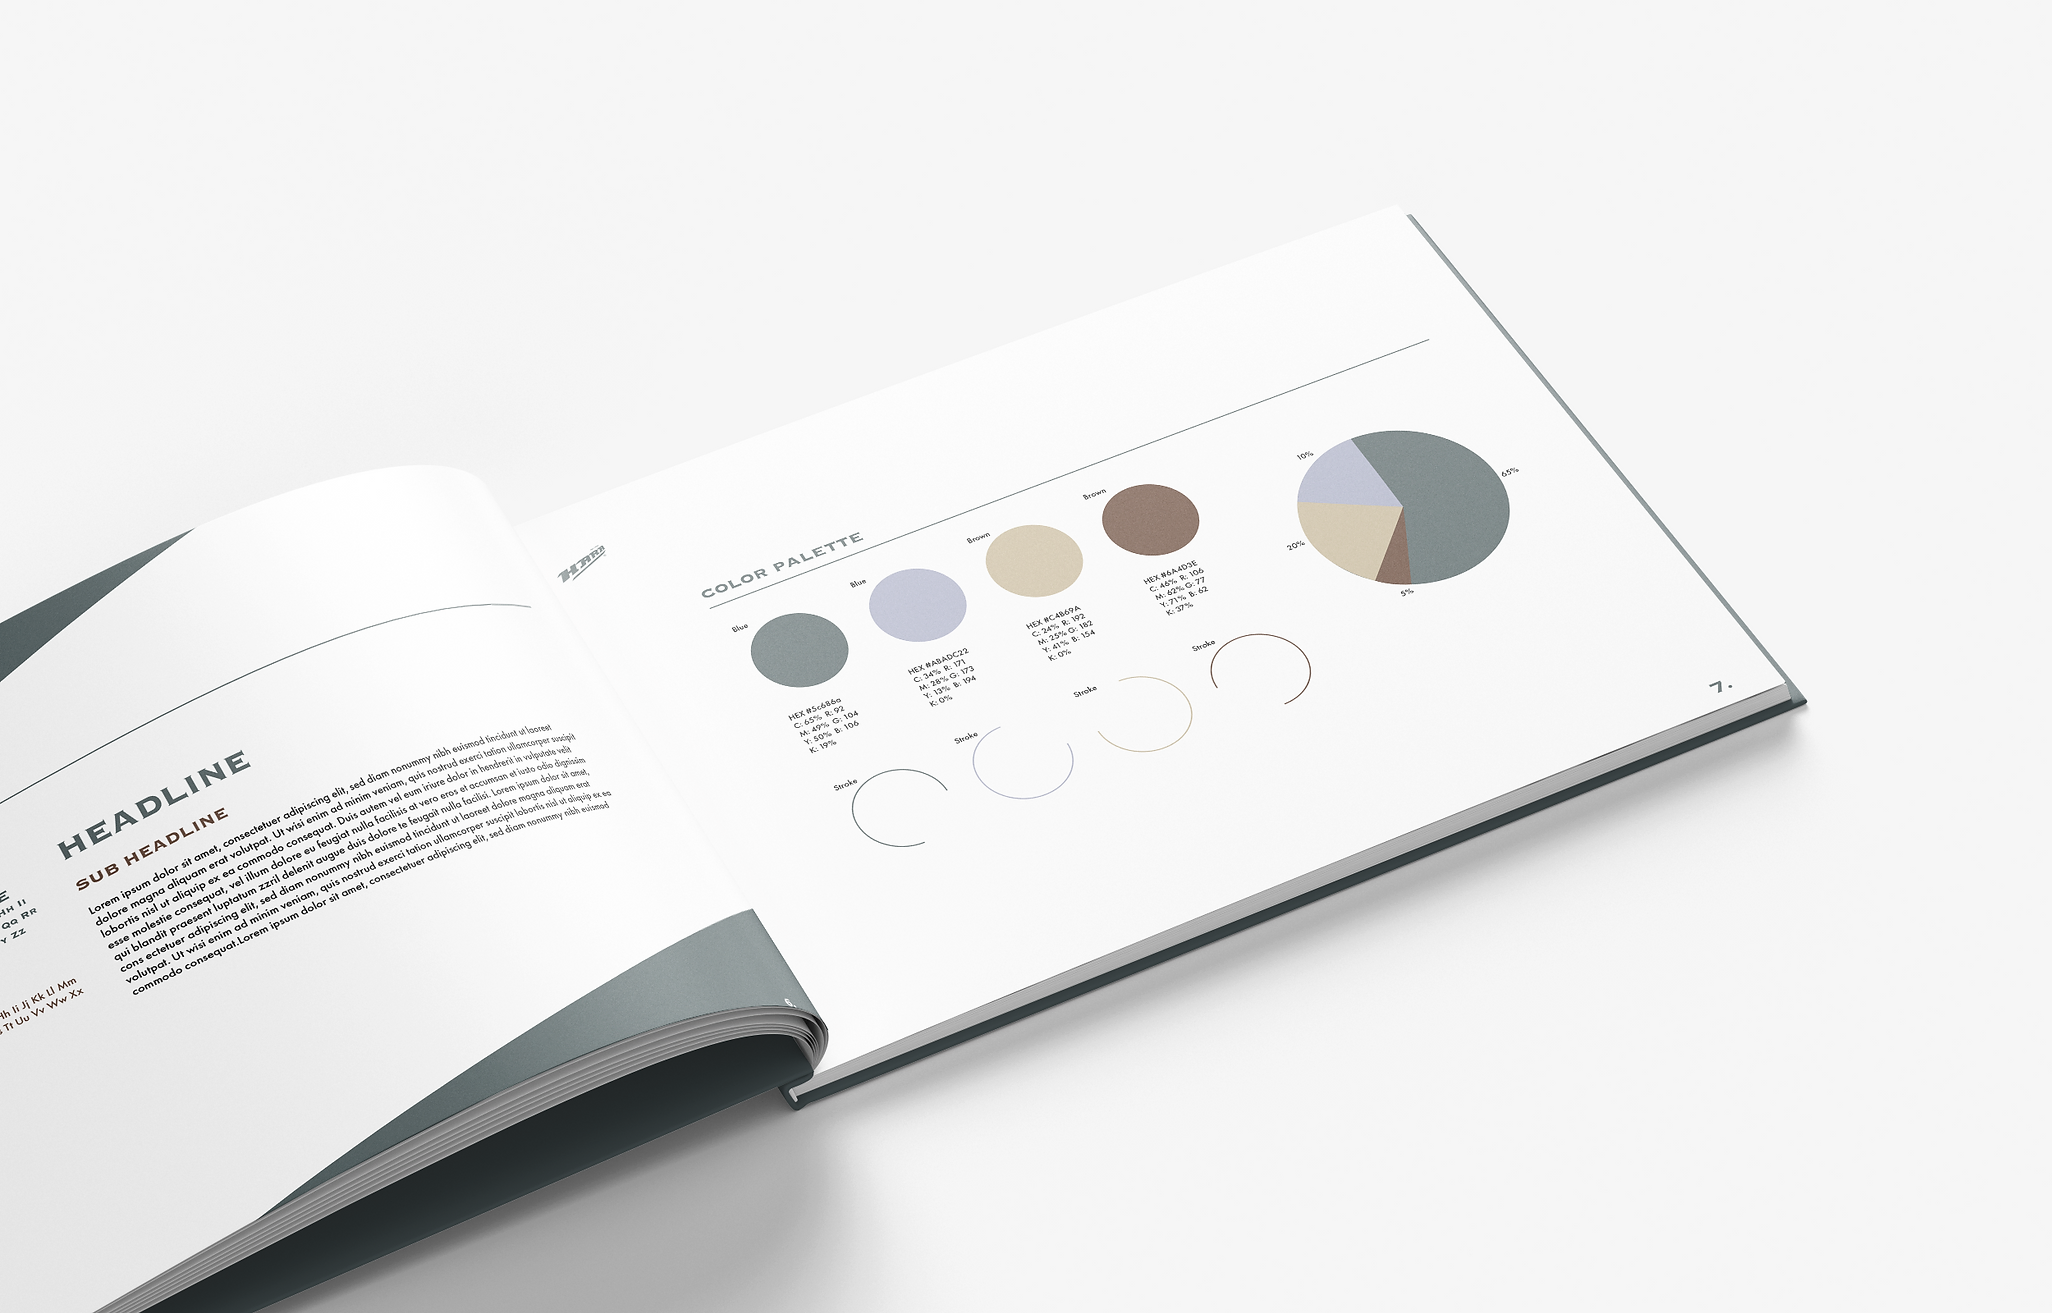 HEADLINE
SUB HEADLINE
Lorem ipsum dolor sit amet, consectetuer adipiscing elit, sed diam nonummy nibh euismod tincidunt ut laoreet
dolore magna aliquam erat volutpat. Ut wisi enim ad minim veniam, quis nostrud exerci tation ullamcorper suscipit
lobortis nisl ut aliquip ex ea commodo consequat. Duis autem vel eum iriure dolor in hendrerit in vulputate velit
esse molestie consequat, vel illum dolore eu feugiat nulla facilisis at vero eros et accumsan et iusto odio dignissim
qui blandit praesent luptatum zzril delenit augue duis dolore te feugait nulla facilisi. Lorem ipsum dolor sit amet,
cons ectetuer adipiscing elit, sed diam nonummy nibh euismod tincidunt ut laoreet dolore magna aliquam erat
volutpat. Ut wisi enim ad minim veniam, quis nostrud exerci tation ullamcorper suscipit lobortis nisl ut aliquip ex ea
commodo consequat.Lorem ipsum dolor sit amet, consectetuer adipiscing elit, sed diam nonummy nibh euismod
E
HH II
QQ RR
Y ZZ
Hh Ii Jj Kk Ll Mm
Tt Uu Vv Ww Xx
6.
COLOR PALETTE
Blue
HEX #5c686a
C: 65% R: 92
M: 49% G: 104
Y: 50% B: 106
K: 19%
Stroke
Blue
HEX #ABADC22
C: 34% R: 171
M: 28% G: 173
Y: 13% B: 194
K: 0%
Stroke
Brown
HEX #C4B69A
C: 24% R: 192
M: 25% G: 182
Y: 41% B: 154
K: 0%
Stroke
Brown
HEX #6A4D3E
C: 46% R: 106
M: 62% G: 77
Y: 71% B: 62
K: 37%
Stroke
10%
65%
20%
5%
7.